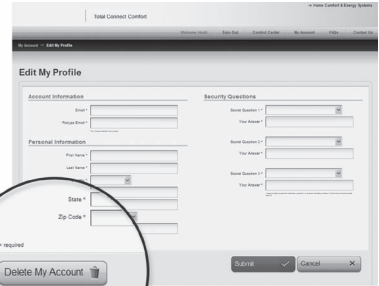 Home Comfort & Energy Systems
Total Connect Comfort
Welcome
Sign Out
Control Center
My Account
FAQs
Contact Us
My Account
Edit My Profile
Edit My Profile
Account Information
Email *
Retype Email *
Personal Information
First Name *
Last Name *
State *
Zip Code *
required
Delete My Account
Security Questions
Secret Question 1 *
Your Answer *
Secret Question 2 *
Your Answer *
Secret Question 3 *
Your Answer *
Submit
Cancel